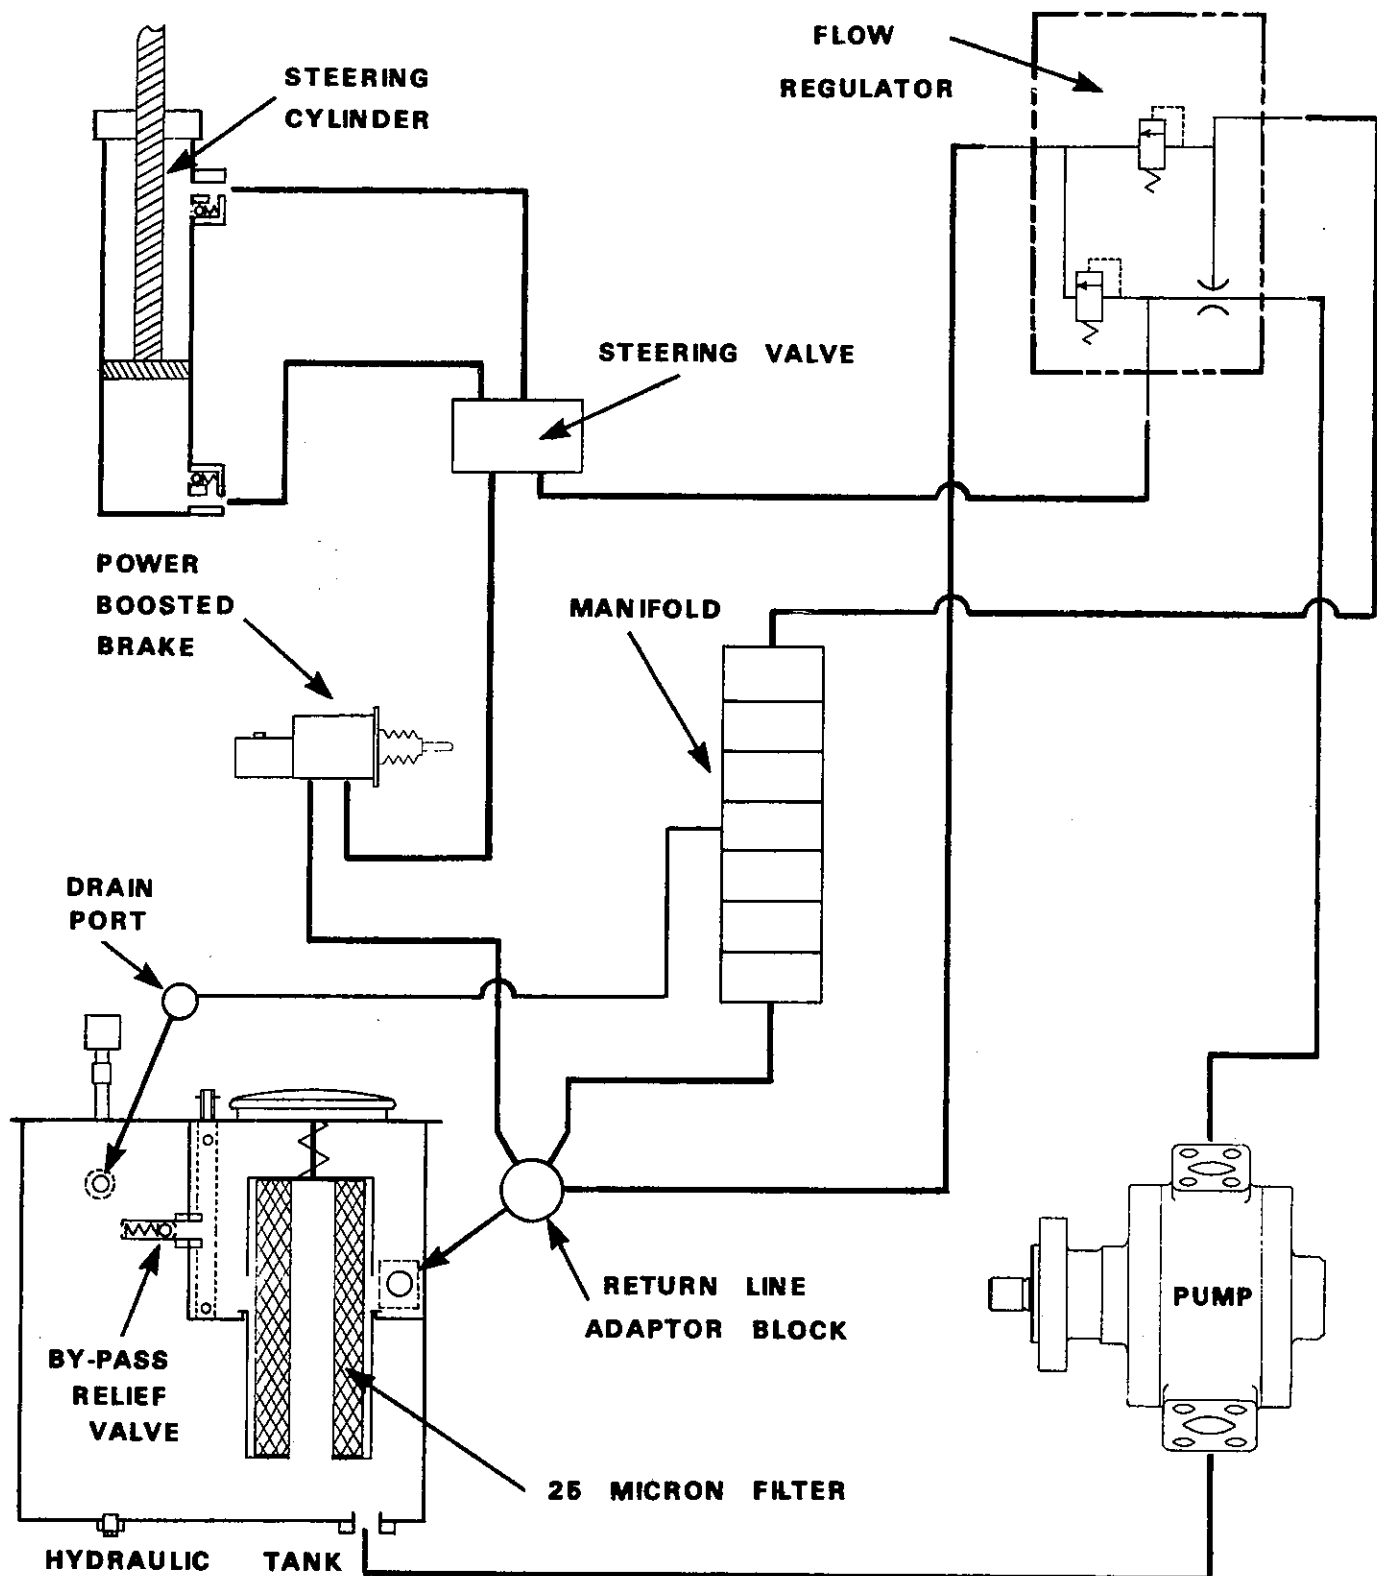 STEERING
CYLINDER
FLOW
REGULATOR
STEERING VALVE
POWER
BOOSTED
BRAKE
MANIFOLD
DRAIN
PORT
PUMP
RETURN LINE
ADAPTOR BLOCK
BY-PASS
RELIEF
VALVE
25 MICRON FILTER
HYDRAULIC TANK